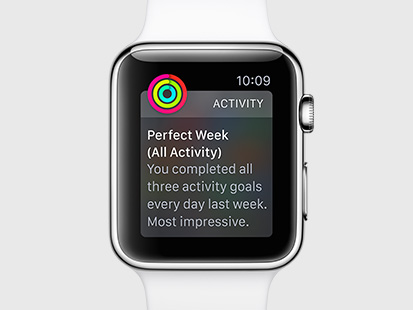 10:09
ACTIVITY
Perfect Week
(All Activity)
You completed all
three activity goals
every day last week.
Most impressive.